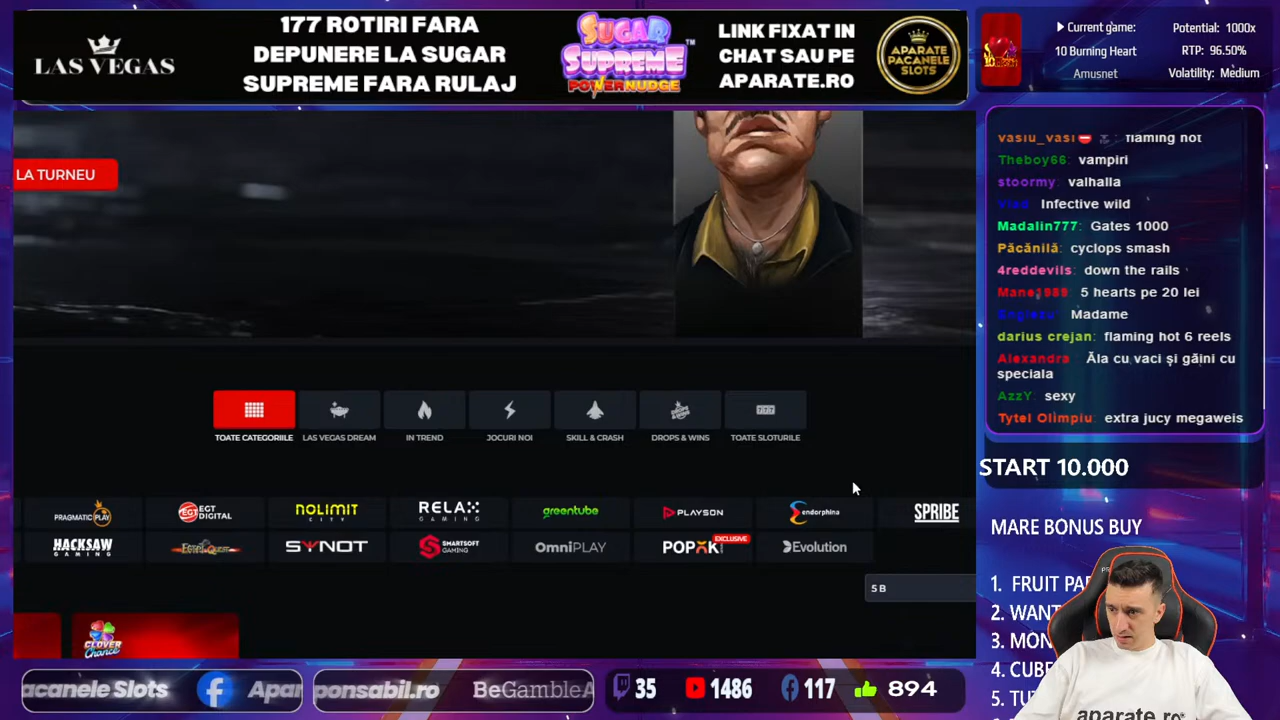 LAS VEGAS
177 ROTIRI FARA
DEPUNERE LA SUGAR
SUPREME FARA RULAJ
SUGAR
SUPREME™
POWERNUDGE
LINK FIXAT IN
CHAT SAU PE
APARATE.RO
APARATE
PACANELE
SLOTS
Current game:
10 Burning Heart
Amusnet
Potential: 1000x
RTP: 96.50%
Volatility: Medium
vasiu_vasi: flaming hot
Theboy66: vampiri
stoormy: valhalla
Vlad: Infective wild
Madalin777: Gates 1000
Păcănilă: cyclops smash
4reddevils: down the rails
Mane1989: 5 hearts pe 20 lei
Englezu: Madame
darius crejan: flaming hot 6 reels
Alexandra: Ăla cu vaci și găini cu
speciala
AzzY: sexy
Tytel Olimpiu: extra jucy megaweis
LA TURNEU
TOATE CATEGORIILE
LAS VEGAS DREAM
IN TREND
JOCURI NOI
SKILL & CRASH
DROPS & WINS
TOATE SLOTURILE
PRAGMATIC PLAY
EGT DIGITAL
NOLIMIT CITY
RELAX GAMING
greentube
PLAYSON
endorphina
SPRIBE
HACKSAW GAMING
SYNOT
SMARTSOFT GAMING
OMNIPLAY
POPOK EXCLUSIVE
Evolution
5 B
CLOVER
Chance
START 10.000
MARE BONUS BUY
1. FRUIT PA
2. WAN
3. MON
4. CUBE
5. TU
aparate.ro
acanele Slots
Apar
ponsabil.ro
BeGambleA
35
1486
117
894